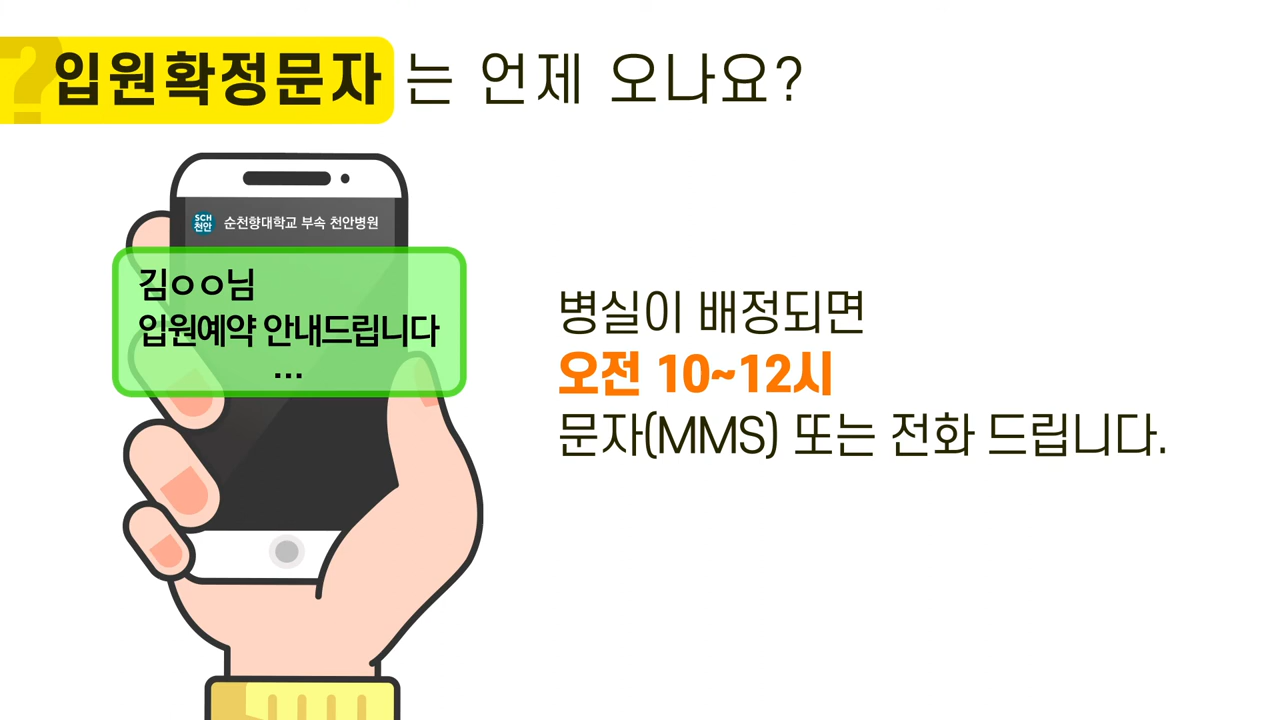 입원확정문자는 언제 오나요?
SCH
천안
순천향대학교 부속 천안병원
김ㅇㅇ님
입원예약 안내드립니다
...
병실이 배정되면
오전 10~12시
문자(MMS) 또는 전화 드립니다.